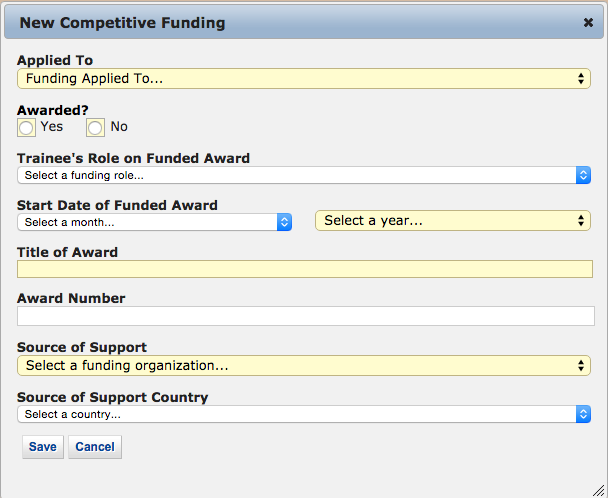 New Competitive Funding
Applied To
Funding Applied To...
Awarded?
Yes No
Trainee's Role on Funded Award
Select a funding role...
Start Date of Funded Award
Select a month... Select a year...
Title of Award
Award Number
Source of Support
Select a funding organization...
Source of Support Country
Select a country...
Save Cancel